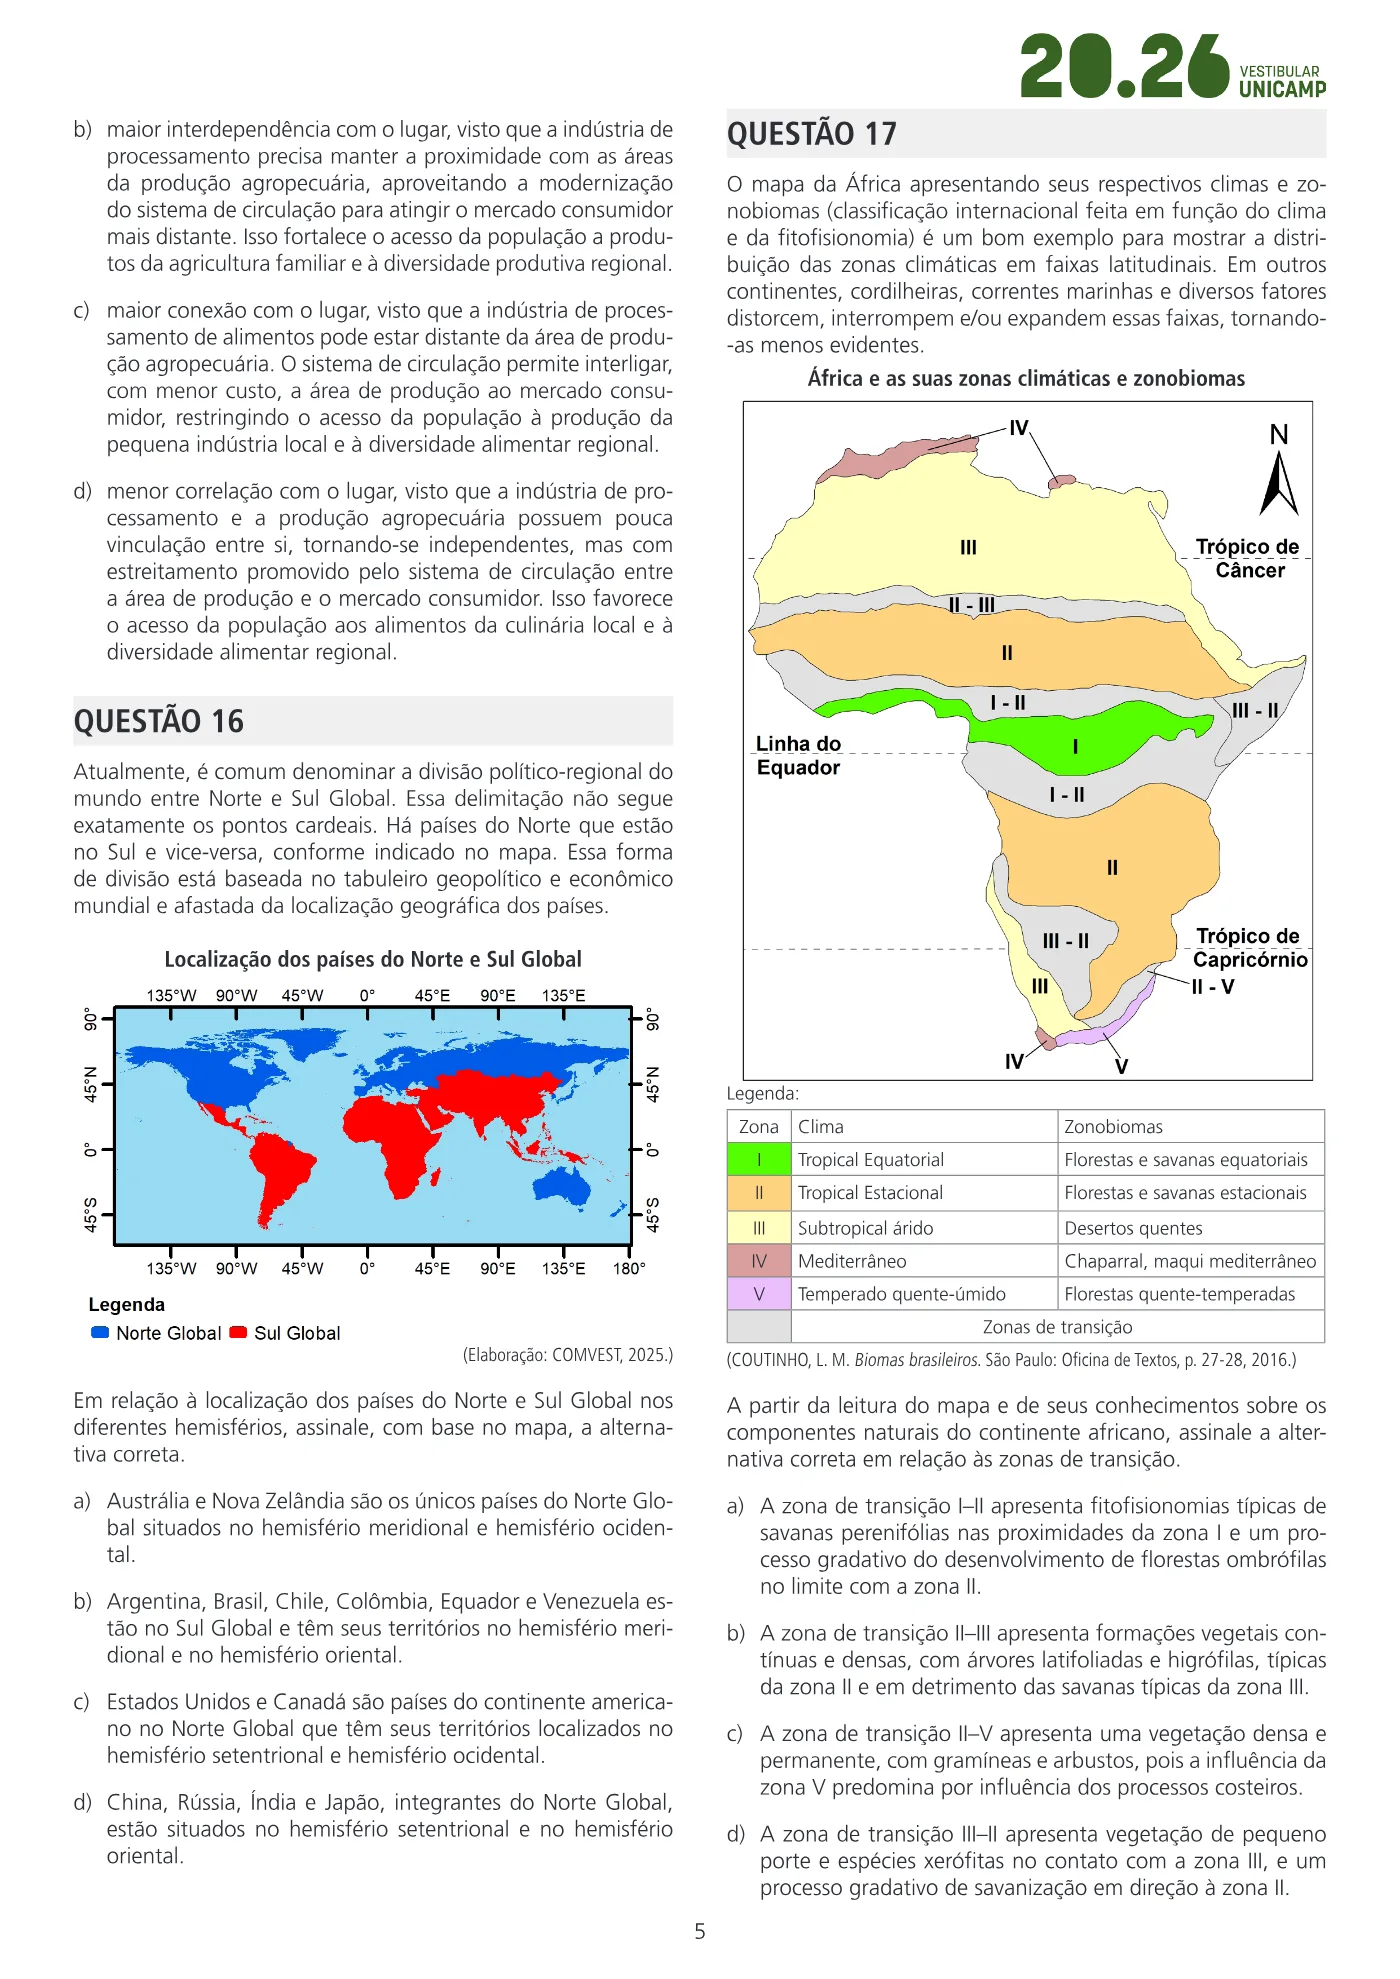 20.26 VESTIBULAR
UNICAMP
b) maior interdependência com o lugar, visto que a indústria de
processamento precisa manter a proximidade com as áreas
da produção agropecuária, aproveitando a modernização
do sistema de circulação para atingir o mercado consumidor
mais distante. Isso fortalece o acesso da população a produ-
tos da agricultura familiar e à diversidade produtiva regional.
c) maior conexão com o lugar, visto que a indústria de proces-
samento de alimentos pode estar distante da área de produ-
ção agropecuária. O sistema de circulação permite interligar,
com menor custo, a área de produção ao mercado consu-
midor, restringindo o acesso da população à produção da
pequena indústria local e à diversidade alimentar regional.
d) menor correlação com o lugar, visto que a indústria de pro-
cessamento e a produção agropecuária possuem pouca
vinculação entre si, tornando-se independentes, mas com
estreitamento promovido pelo sistema de circulação entre
a área de produção e o mercado consumidor. Isso favorece
o acesso da população aos alimentos da culinária local e à
diversidade alimentar regional.
QUESTÃO 16
Atualmente, é comum denominar a divisão político-regional do
mundo entre Norte e Sul Global. Essa delimitação não segue
exatamente os pontos cardeais. Há países do Norte que estão
no Sul e vice-versa, conforme indicado no mapa. Essa forma
de divisão está baseada no tabuleiro geopolítico e econômico
mundial e afastada da localização geográfica dos países.
Localização dos países do Norte e Sul Global
135°W 90°W 45°W 0° 45°E 90°E 135°E
90° 90°
45°N 45°N
0° 0°
45°S 45°S
135°W 90°W 45°W 0° 45°E 90°E 135°E 180°
Legenda
Norte Global Sul Global
(Elaboração: COMVEST, 2025.)
Em relação à localização dos países do Norte e Sul Global nos
diferentes hemisférios, assinale, com base no mapa, a alterna-
tiva correta.
a) Austrália e Nova Zelândia são os únicos países do Norte Glo-
bal situados no hemisfério meridional e hemisfério ociden-
tal.
b) Argentina, Brasil, Chile, Colômbia, Equador e Venezuela es-
tão no Sul Global e têm seus territórios no hemisfério meri-
dional e no hemisfério oriental.
c) Estados Unidos e Canadá são países do continente america-
no no Norte Global que têm seus territórios localizados no
hemisfério setentrional e hemisfério ocidental.
d) China, Rússia, Índia e Japão, integrantes do Norte Global,
estão situados no hemisfério setentrional e no hemisfério
oriental.
QUESTÃO 17
O mapa da África apresentando seus respectivos climas e zo-
nobiomas (classificação internacional feita em função do clima
e da fitofisionomia) é um bom exemplo para mostrar a distri-
buição das zonas climáticas em faixas latitudinais. Em outros
continentes, cordilheiras, correntes marinhas e diversos fatores
distorcem, interrompem e/ou expandem essas faixas, tornando-
-as menos evidentes.
África e as suas zonas climáticas e zonobiomas
IV
N
III
Trópico de
Câncer
II - III
II
I - II
III - II
Linha do
Equador
I
I - II
II
III - II
Trópico de
Capricórnio
III
II - V
IV
V
Legenda:
Zona Clima Zonobiomas
I Tropical Equatorial Florestas e savanas equatoriais
II Tropical Estacional Florestas e savanas estacionais
III Subtropical árido Desertos quentes
IV Mediterrâneo Chaparral, maqui mediterrâneo
V Temperado quente-úmido Florestas quente-temperadas
Zonas de transição
(COUTINHO, L. M. Biomas brasileiros. São Paulo: Oficina de Textos, p. 27-28, 2016.)
A partir da leitura do mapa e de seus conhecimentos sobre os
componentes naturais do continente africano, assinale a alter-
nativa correta em relação às zonas de transição.
a) A zona de transição I–II apresenta fitofisionomias típicas de
savanas perenifólias nas proximidades da zona I e um pro-
cesso gradativo do desenvolvimento de florestas ombrófilas
no limite com a zona II.
b) A zona de transição II–III apresenta formações vegetais con-
tínuas e densas, com árvores latifoliadas e higrófilas, típicas
da zona II e em detrimento das savanas típicas da zona III.
c) A zona de transição II–V apresenta uma vegetação densa e
permanente, com gramíneas e arbustos, pois a influência da
zona V predomina por influência dos processos costeiros.
d) A zona de transição III–II apresenta vegetação de pequeno
porte e espécies xerófitas no contato com a zona III, e um
processo gradativo de savanização em direção à zona II.
5